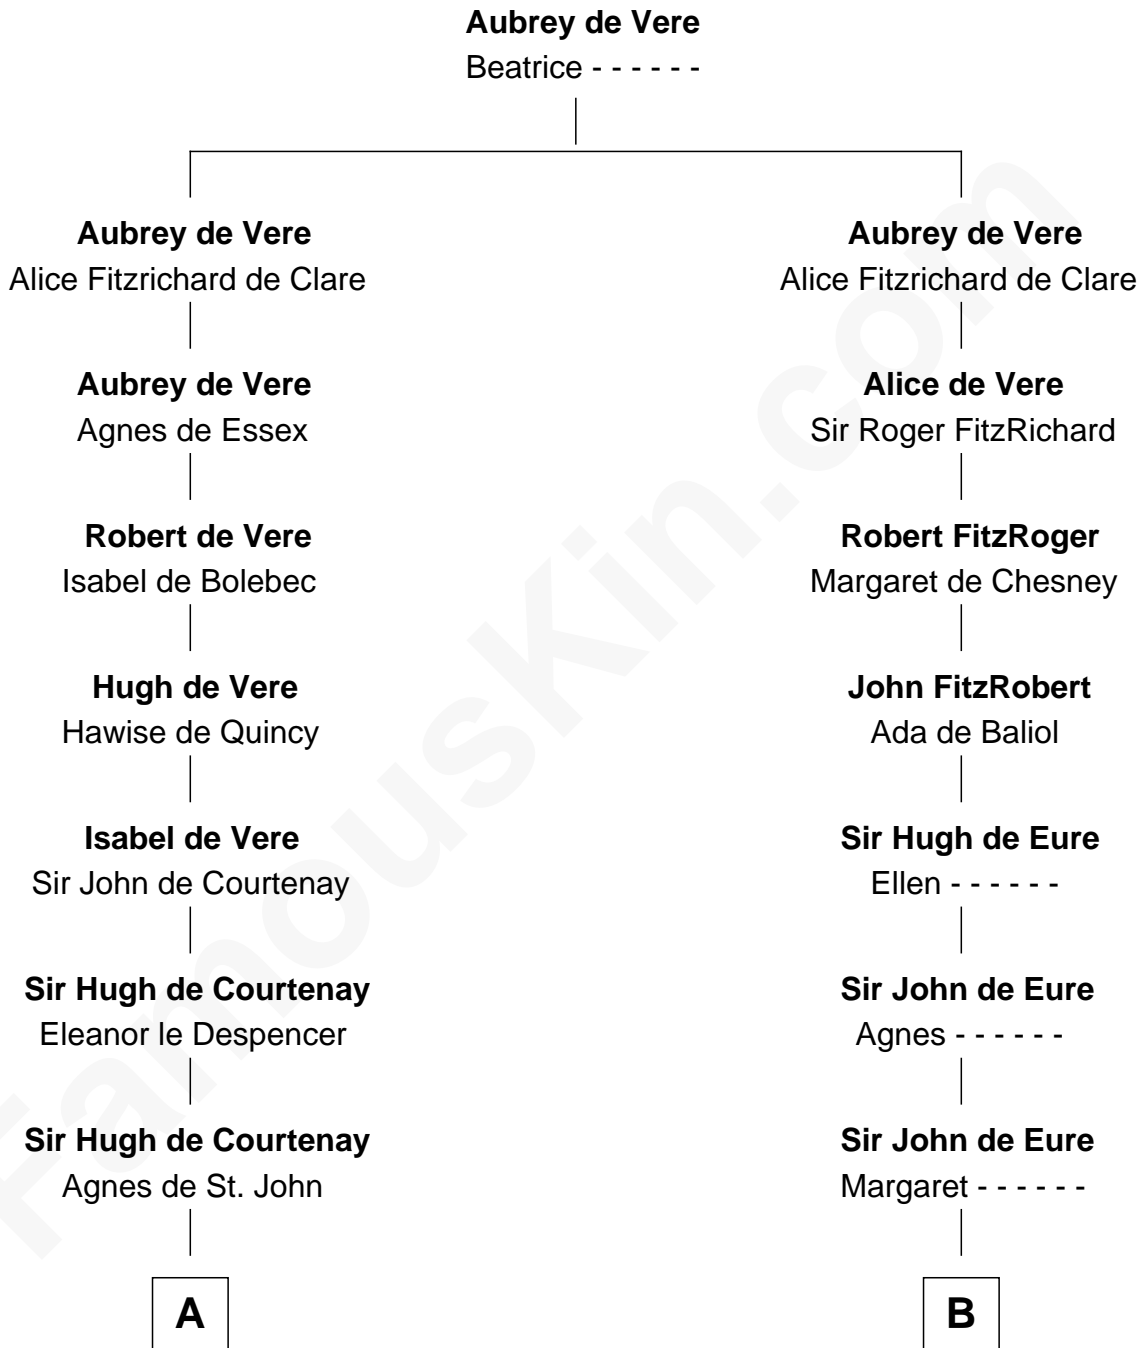 Aubrey de Vere
Beatrice - - - - - -
Aubrey de Vere
Alice Fitzrichard de Clare
Aubrey de Vere
Agnes de Essex
Robert de Vere
Isabel de Bolebec
Hugh de Vere
Hawise de Quincy
Isabel de Vere
Sir John de Courtenay
Sir Hugh de Courtenay
Eleanor le Despencer
Sir Hugh de Courtenay
Agnes de St. John
A
Aubrey de Vere
Alice Fitzrichard de Clare
Alice de Vere
Sir Roger FitzRichard
Robert FitzRoger
Margaret de Chesney
John FitzRobert
Ada de Baliol
Sir Hugh de Eure
Ellen - - - - - -
Sir John de Eure
Agnes - - - - - -
Sir John de Eure
Margaret - - - - - -
B
FamousKin.com